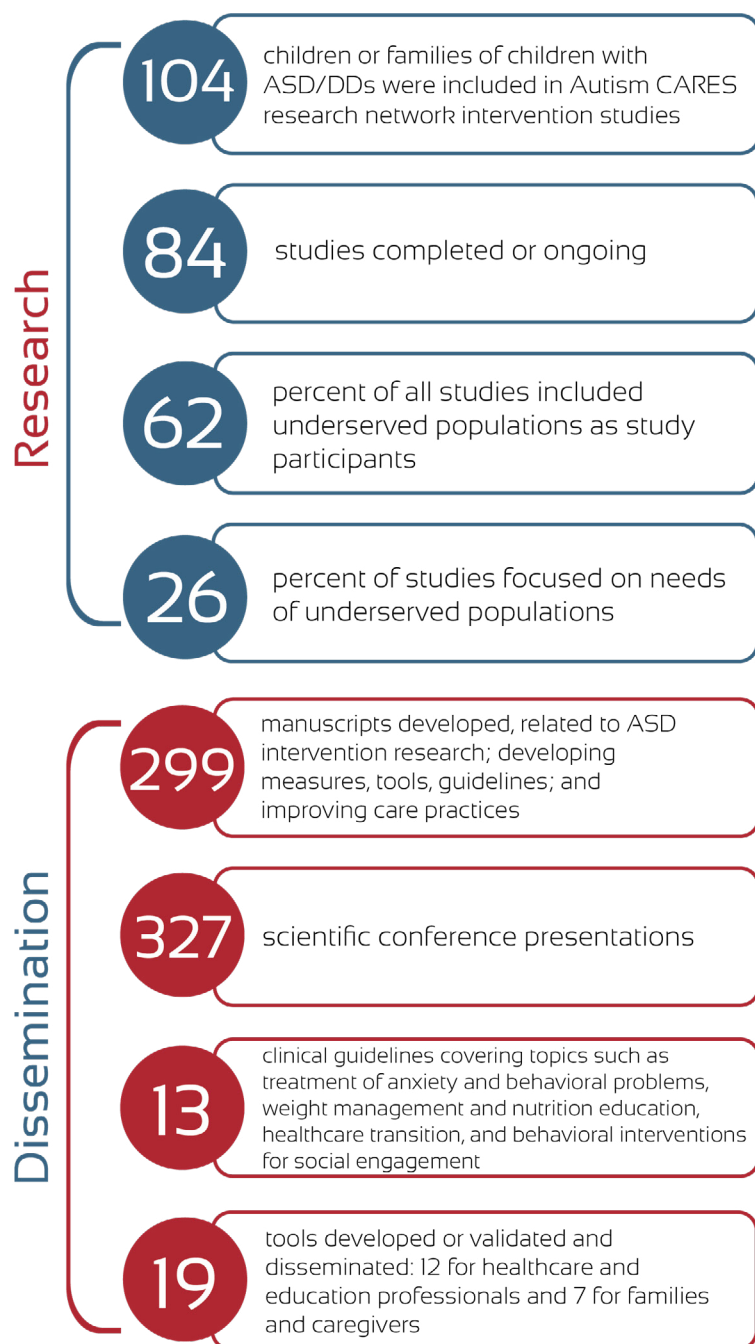 Research
104
children or families of children with
ASD/DDs were included in Autism CARES
research network intervention studies
84
studies completed or ongoing
62
percent of all studies included
underserved populations as study
participants
26
percent of studies focused on needs
of underserved populations
Dissemination
299
manuscripts developed, related to ASD
intervention research; developing
measures, tools, guidelines; and
improving care practices
327
scientific conference presentations
13
clinical guidelines covering topics such as
treatment of anxiety and behavioral problems,
weight management and nutrition education,
healthcare transition, and behavioral interventions
for social engagement
19
tools developed or validated and
disseminated: 12 for healthcare and
education professionals and 7 for families
and caregivers